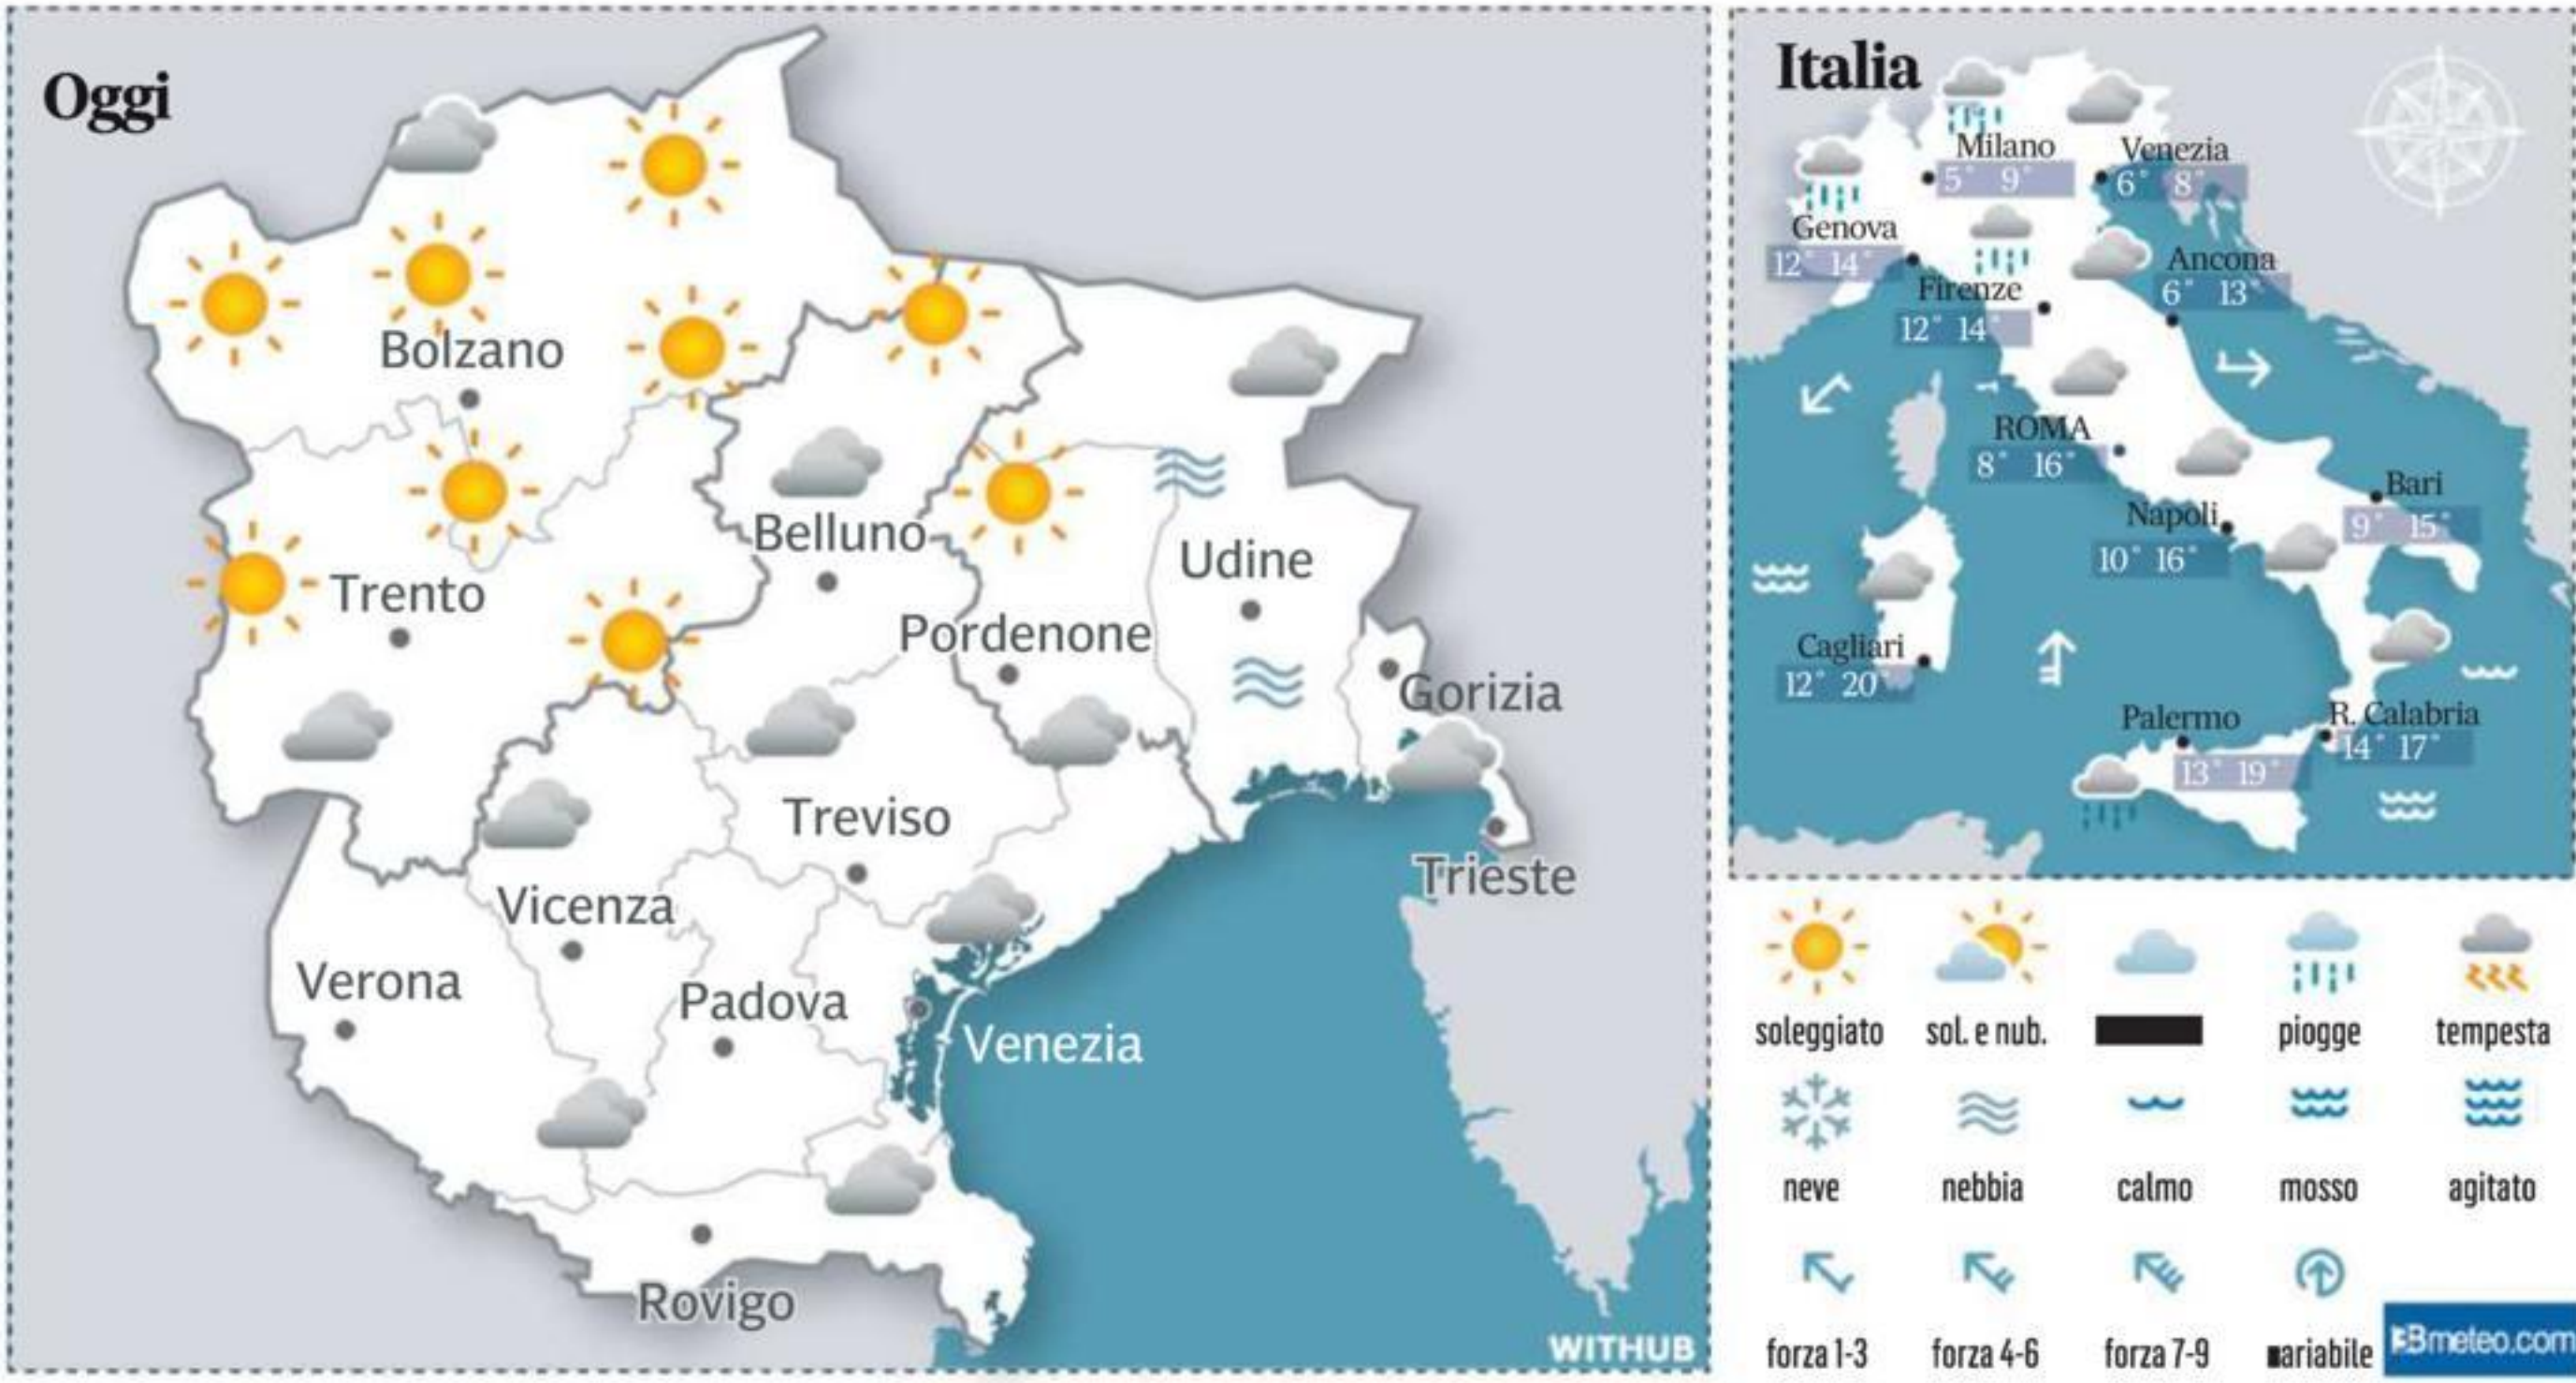 Oggi
Bolzano
Trento
Belluno
Udine
Pordenone
Gorizia
Treviso
Trieste
Vicenza
Verona
Padova
Venezia
Rovigo
WITHUB
Italia
Milano
5° 9°
Venezia
6° 8°
Genova
12° 14°
Ancona
6° 13°
Firenze
12° 14°
ROMA
8° 16°
Bari
9° 15°
Napoli
10° 16°
Cagliari
12° 20°
Palermo
13° 19°
R. Calabria
14° 17°
soleggiato sol. e nub. piogge tempesta
neve nebbia calmo mosso agitato
forza 1-3 forza 4-6 forza 7-9 ariabile
Bmeteo.com